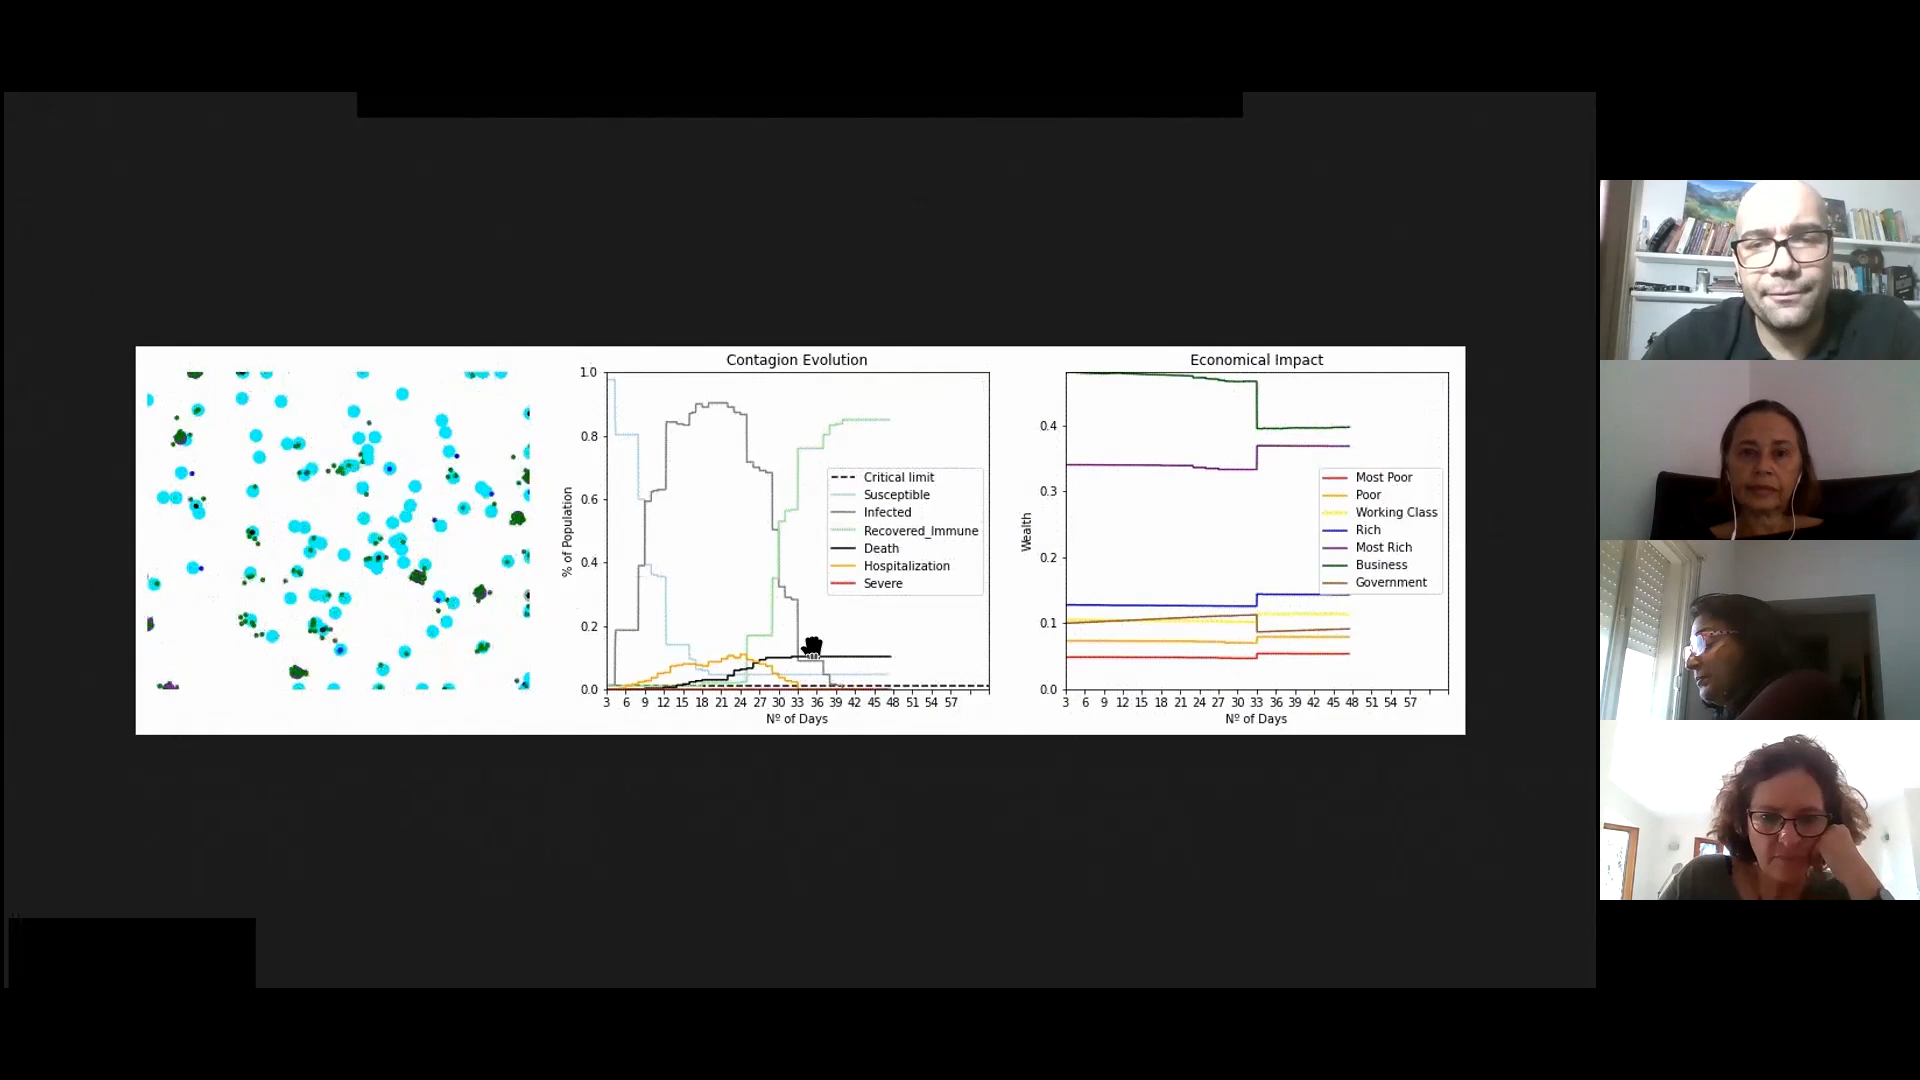 Contagion Evolution
1.0
0.8
0.6
0.4
0.2
0.0
% of Population
Critical limit
Susceptible
Infected
Recovered_Immune
Death
Hospitalization
Severe
3 6 9 12 15 18 21 24 27 30 33 36 39 42 45 48 51 54 57
Nº of Days
Economical Impact
0.4
0.3
0.2
0.1
0.0
Wealth
Most Poor
Poor
Working Class
Rich
Most Rich
Business
Government
3 6 9 12 15 18 21 24 27 30 33 36 39 42 45 48 51 54 57
Nº of Days